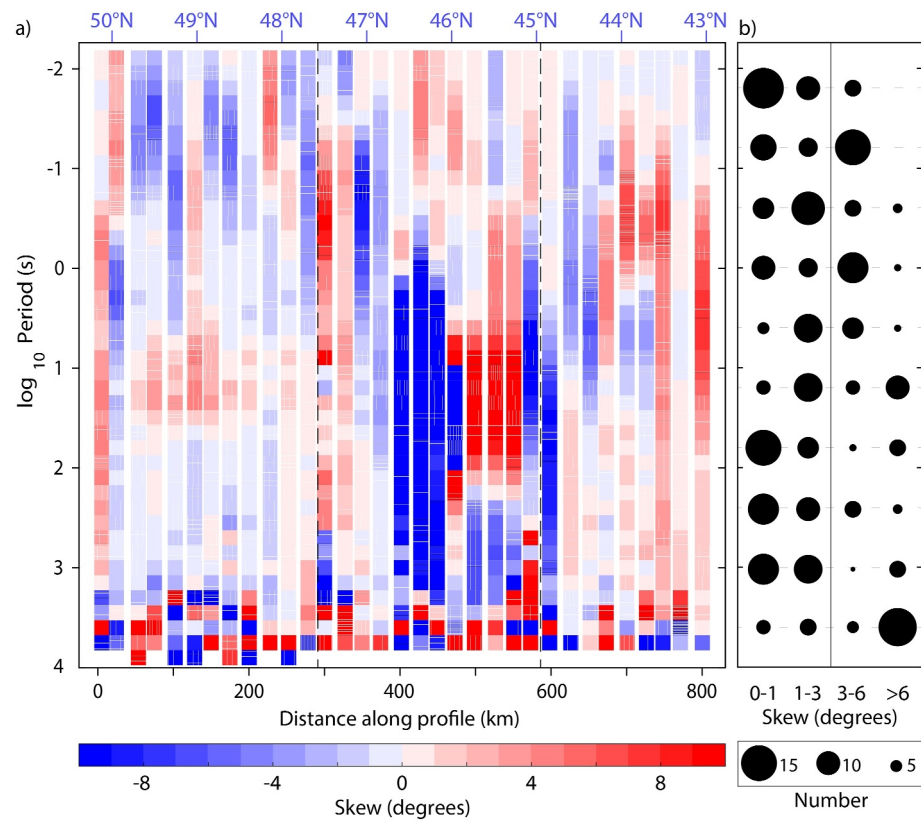 a)
50°N 49°N 48°N 47°N 46°N 45°N 44°N 43°N
b)
-2
-1
0
1
2
3
4
log 10 Period (s)
0 200 400 600 800
Distance along profile (km)
0-1 1-3 3-6 >6
Skew (degrees)
-8 -4 0 4 8
Skew (degrees)
15 10 5
Number